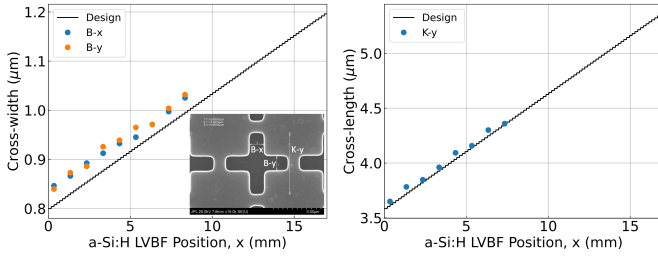 Design
B-x
B-y
1.2
1.1
1.0
0.9
0.8
Cross-width (μm)
B-x
B-y
K-y
0
5
10
15
a-Si:H LVBF Position, x (mm)
Design
K-y
5.0
4.5
4.0
3.5
Cross-length (μm)
0
5
10
15
a-Si:H LVBF Position, x (mm)